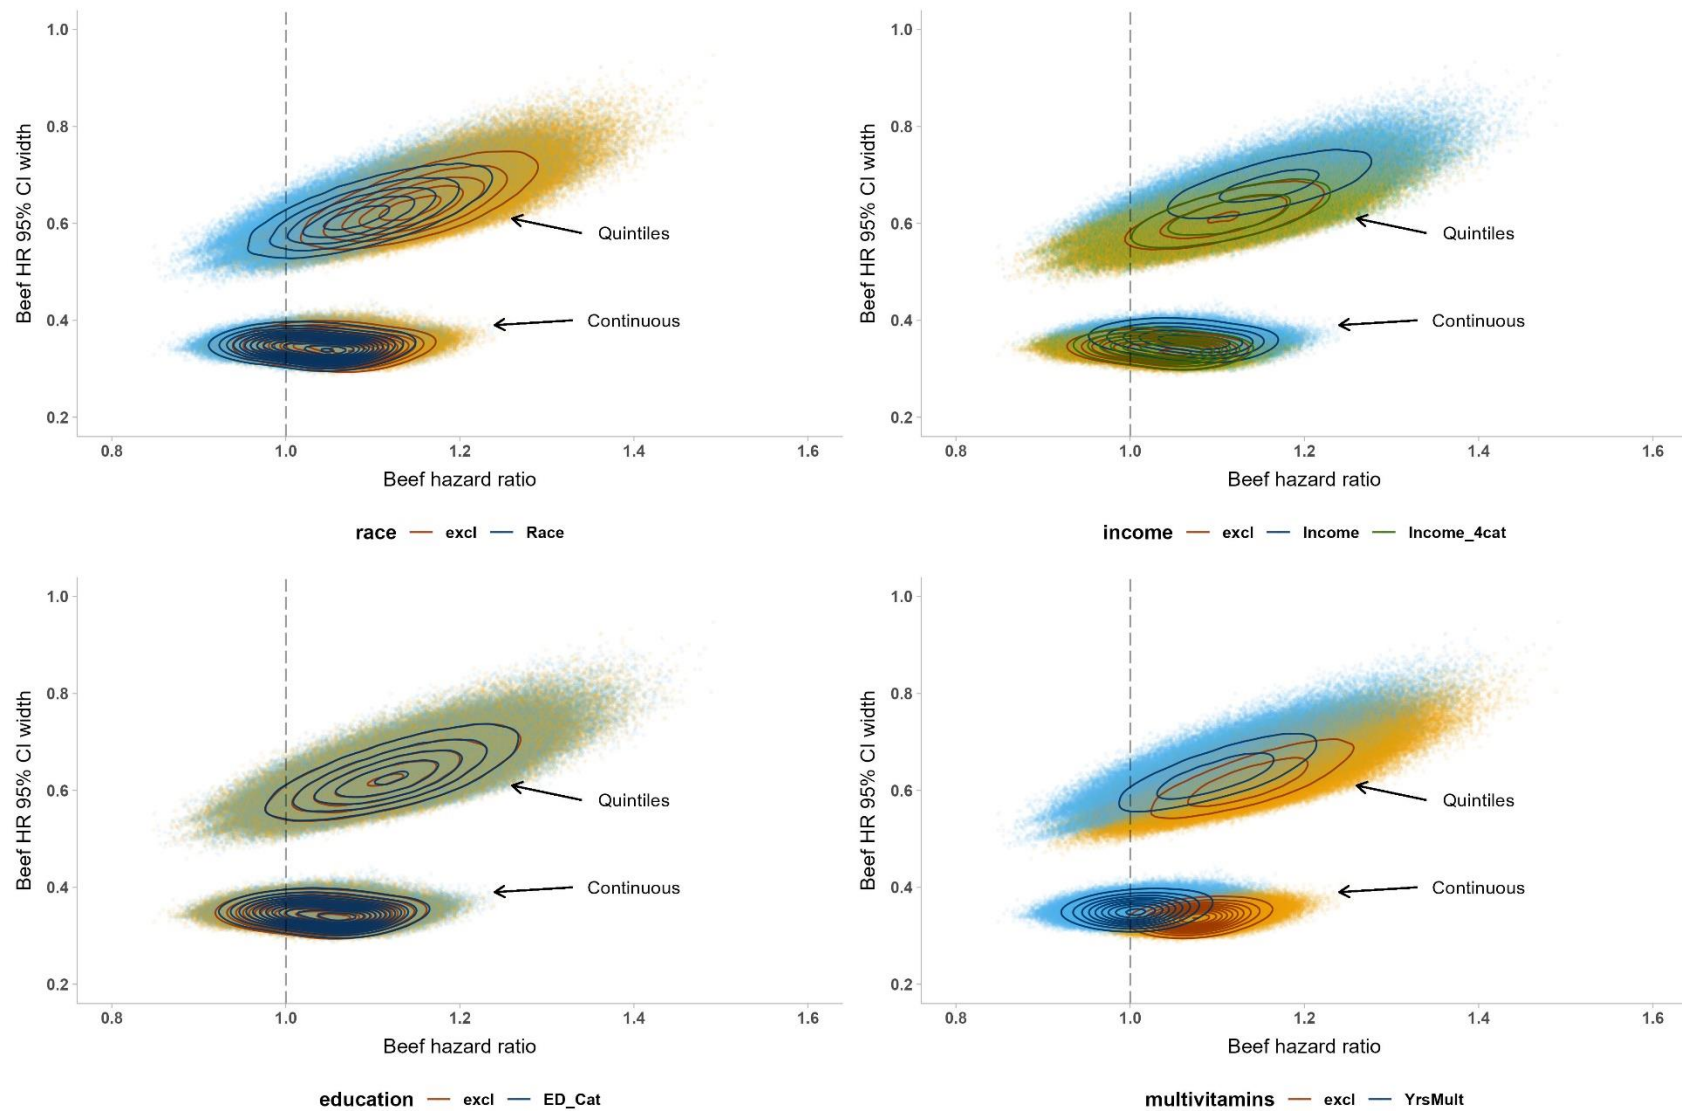 1.0
0.8
0.6
0.4
0.2
Beef HR 95% CI width
Quintiles
Continuous
0.8 1.0 1.2 1.4 1.6
Beef hazard ratio
race excl Race
1.0
0.8
0.6
0.4
0.2
Beef HR 95% CI width
Quintiles
Continuous
0.8 1.0 1.2 1.4 1.6
Beef hazard ratio
income excl Income Income_4cat
1.0
0.8
0.6
0.4
0.2
Beef HR 95% CI width
Quintiles
Continuous
0.8 1.0 1.2 1.4 1.6
Beef hazard ratio
education excl ED_Cat
1.0
0.8
0.6
0.4
0.2
Beef HR 95% CI width
Quintiles
Continuous
0.8 1.0 1.2 1.4 1.6
Beef hazard ratio
multivitamins excl YrsMult